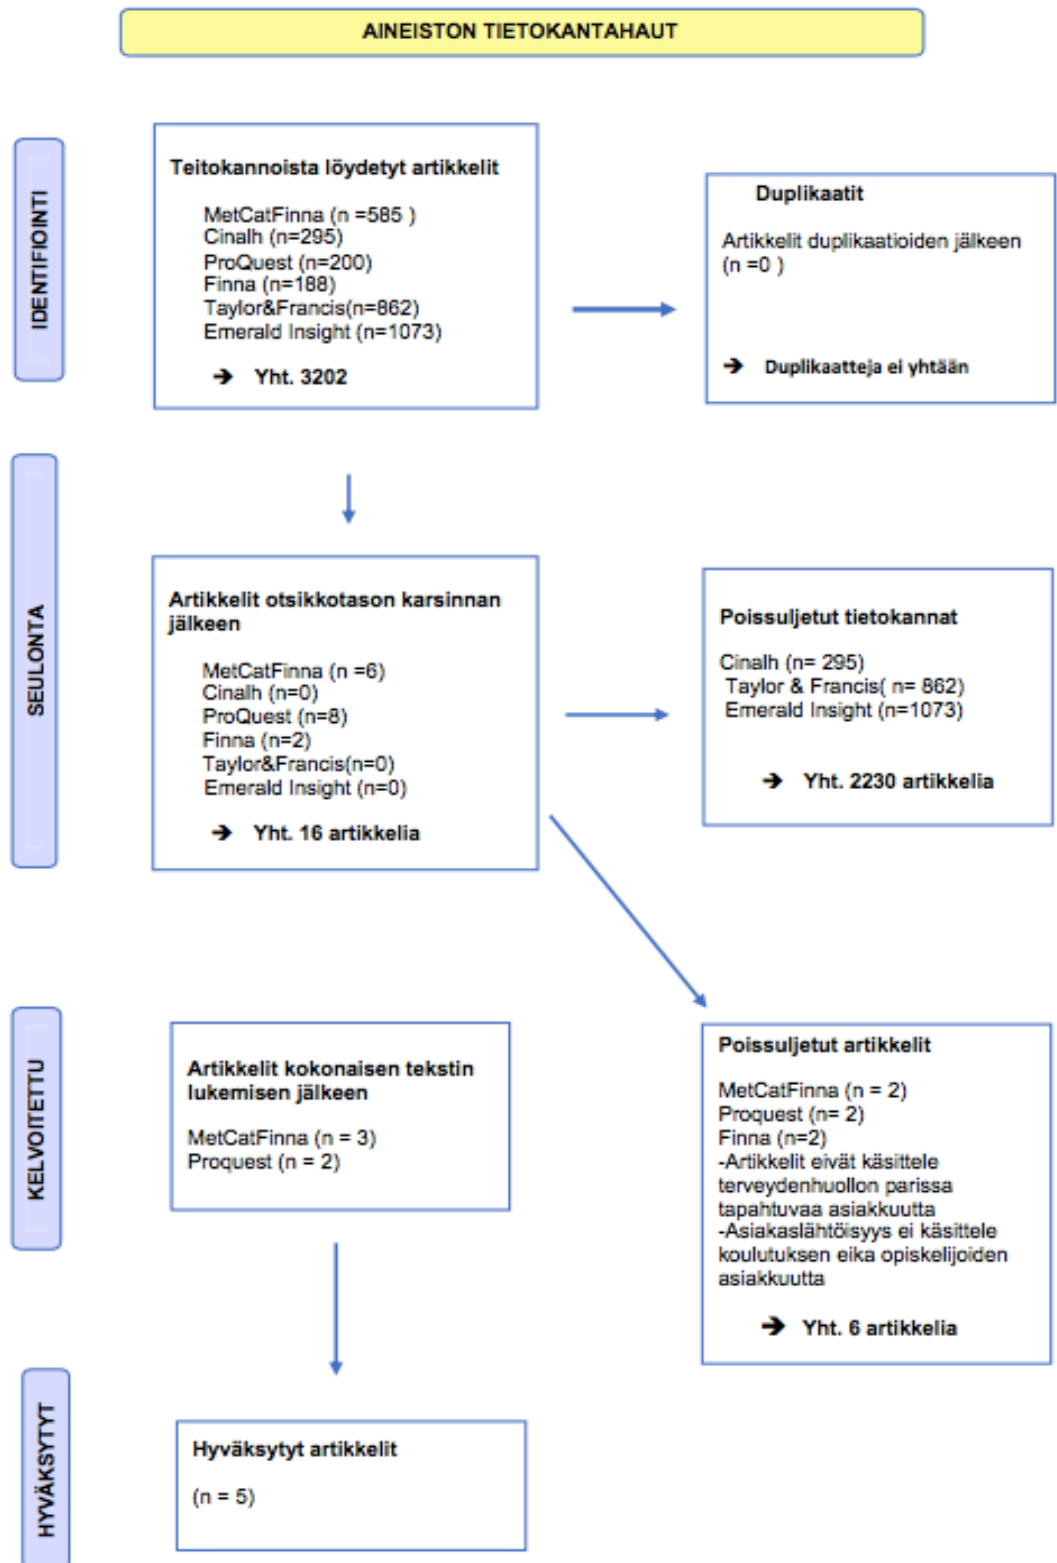 AINEISTON TIETOKANTAHAUT
IDENTIFIOINTI
Teitokannoista löydetyt artikkelit
MetCatFinna (n =585 )
Cinalh (n=295)
ProQuest (n=200)
Finna (n=188)
Taylor&Francis(n=862)
Emerald Insight (n=1073)
➔ Yht. 3202
Duplikaatit
Artikkelit duplikaatioiden jälkeen
(n =0 )
➔ Duplikaatteja ei yhtään
SEULONTA
Artikkelit otsikkotason karsinnan
jälkeen
MetCatFinna (n =6)
Cinalh (n=0)
ProQuest (n=8)
Finna (n=2)
Taylor&Francis(n=0)
Emerald Insight (n=0)
➔ Yht. 16 artikkelia
Poissuljetut tietokannat
Cinalh (n= 295)
Taylor & Francis( n= 862)
Emerald Insight (n=1073)
➔ Yht. 2230 artikkelia
KELVOITETTU
Artikkelit kokonaisen tekstin
lukemisen jälkeen
MetCatFinna (n = 3)
Proquest (n = 2)
Poissuljetut artikkelit
MetCatFinna (n = 2)
Proquest (n= 2)
Finna (n=2)
-Artikkelit eivät käsittele
terveydenhuollon parissa
tapahtuvaa asiakkuutta
-Asiakaslähtöisyys ei käsittele
koulutuksen eika opiskelijoiden
asiakkuutta
➔ Yht. 6 artikkelia
HYVÄKSYTYT
Hyväksytyt artikkelit
(n = 5)